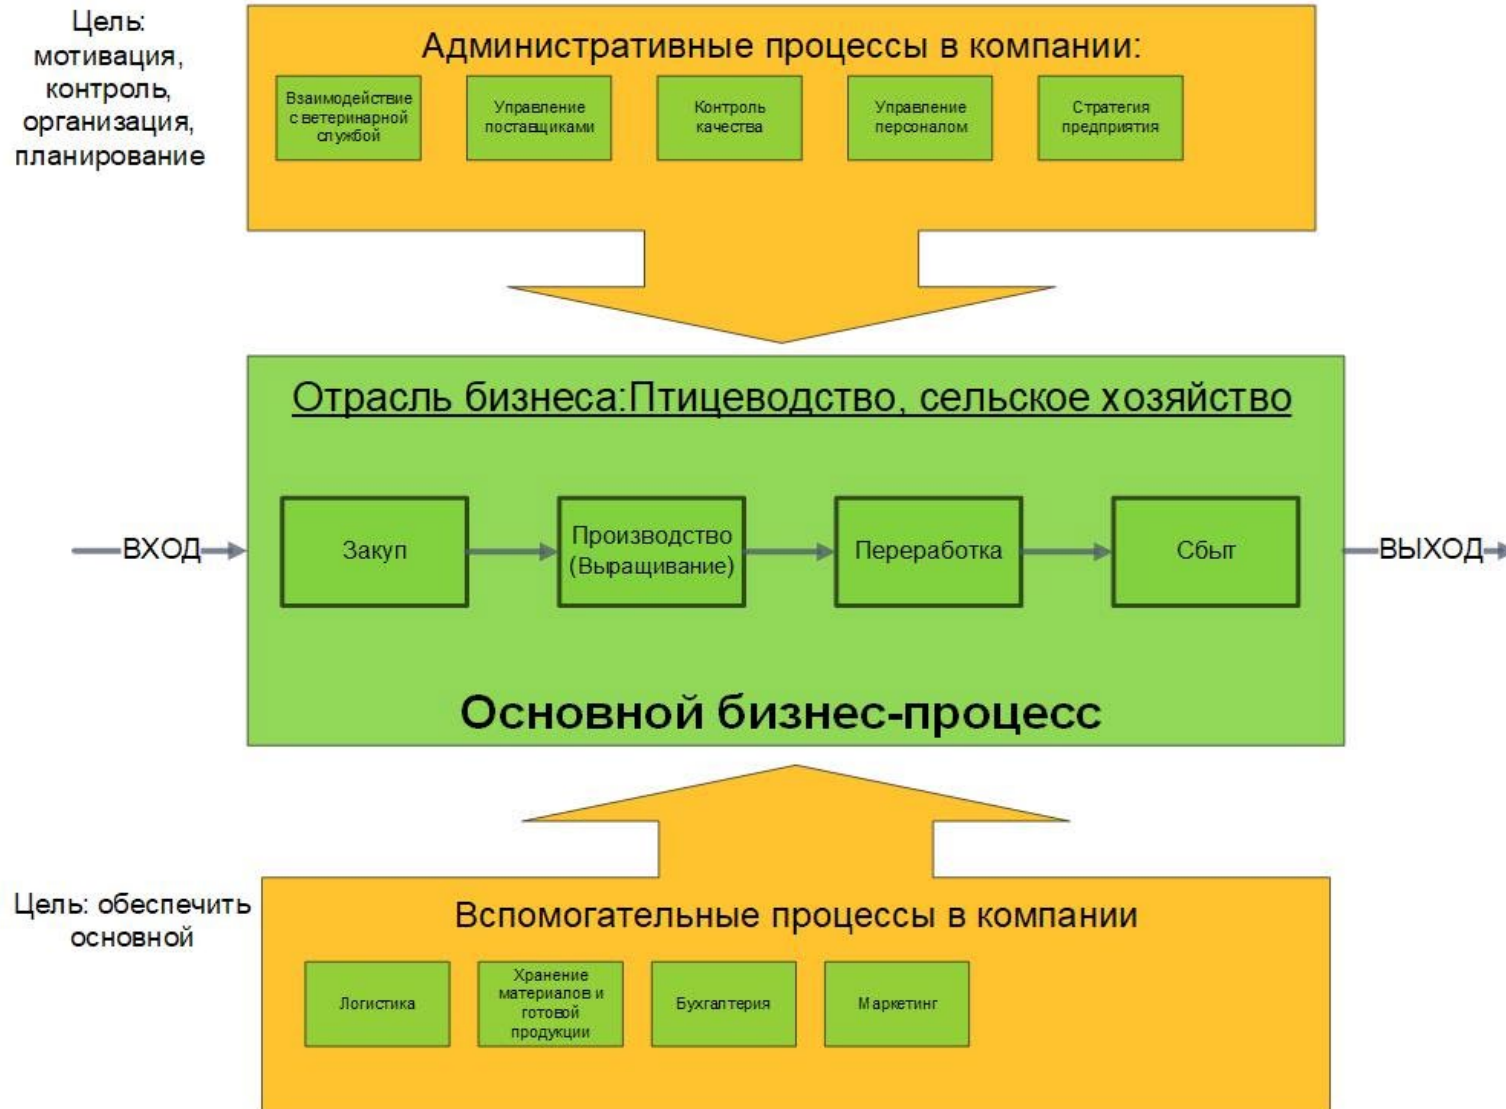 Цель:
мотивация,
контроль,
организация,
планирование
Административные процессы в компании:
Взаимодействие
с ветеринарной
службой
Управление
поставщиками
Контроль
качества
Управление
персоналом
Стратегия
предприятия
Отрасль бизнеса:Птицеводство, сельское хозяйство
ВХОД
Закуп
Производство
(Выращивание)
Переработка
Сбыт
ВЫХОД
Основной бизнес-процесс
Цель: обеспечить
основной
Вспомогательные процессы в компании
Логистика
Хранение
материалов и
готовой
продукции
Бухгалтерия
Маркетинг